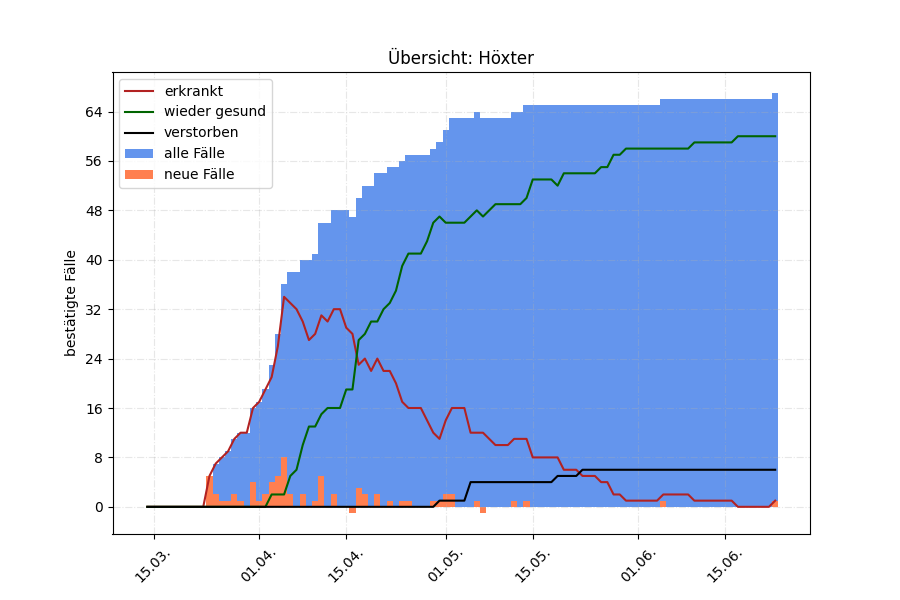 Übersicht: Höxter
erkrankt
wieder gesund
verstorben
alle Fälle
neue Fälle
bestätigte Fälle
64
56
48
40
32
24
16
8
0
15.03.
01.04.
15.04.
01.05.
15.05.
01.06.
15.06.